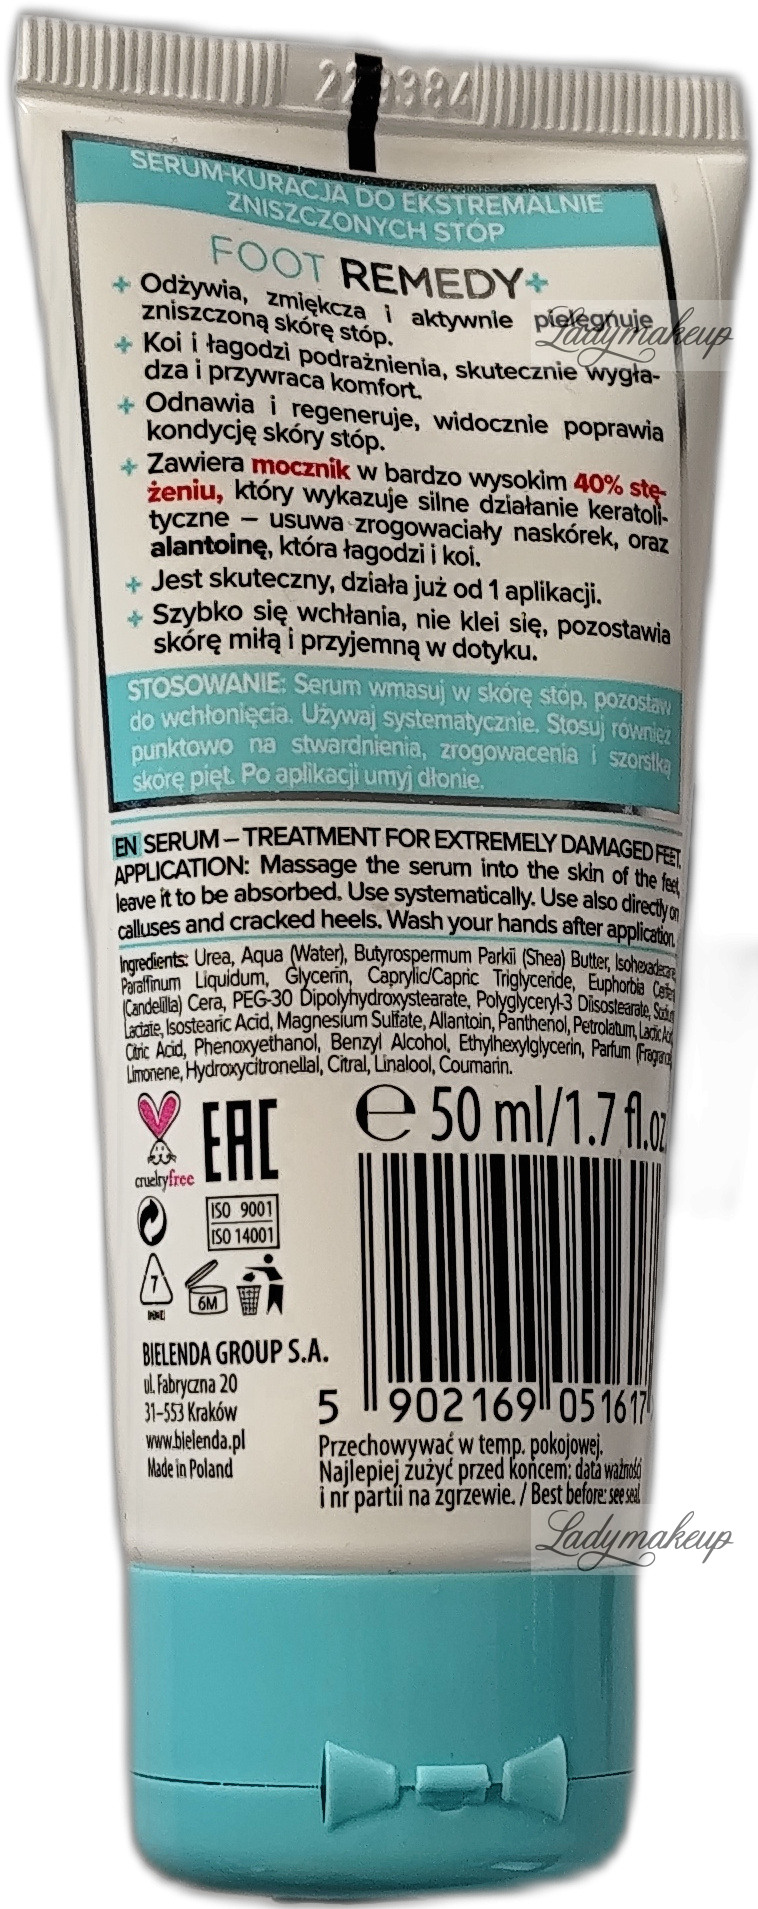 SERUM-KURACJA DO EKSTREMALNIE
ZNISZCZONYCH STÓP
FOOT REMEDY+
+ Odżywia, zmiękcza i aktywnie pielęgnuje
zniszczoną skórę stóp.
Ladymakeup
+ Koi i łagodzi podrażnienia, skutecznie wygła-
dza i przywraca komfort.
+ Odnawia i regeneruje, widocznie poprawia
kondycję skóry stóp.
+ Zawiera mocznik w bardzo wysokim 40% stę-
żeniu, który wykazuje silne działanie keratoli-
tyczne – usuwa zrogowaciały naskórek, oraz
alantoinę, która łagodzi i koi.
+ Jest skuteczny, działa już od 1 aplikacji.
+ Szybko się wchłania, nie klei się, pozostawia
skórę miłą i przyjemną w dotyku.
STOSOWANIE: Serum wmasuj w skórę stóp, pozostaw
do wchłonięcia. Używaj systematycznie. Stosuj również
punktowo na stwardnienia, zrogowacenia i szorstką
skórę pięt. Po aplikacji umyj dłonie.
EN SERUM – TREATMENT FOR EXTREMELY DAMAGED FEET.
APPLICATION: Massage the serum into the skin of the feet,
leave it to be absorbed. Use systematically. Use also directly on
calluses and cracked heels. Wash your hands after application.
Ingredients: Urea, Aqua (Water), Butyrospermum Parkii (Shea) Butter,
Paraffinum Liquidum, Glycerin, Caprylic/Capric Triglyceride, Euphorbia
(Candelilla) Cera, PEG-30 Dipolyhydroxystearate, Polyglyceryl-3 Diisostearate,
Lactate, Isostearic Acid, Magnesium Sulfate, Allantoin, Panthenol, Petrolatum, Lactic
Citric Acid, Phenoxyethanol, Benzyl Alcohol, Ethylhexylglycerin, Parfum
Limonene, Hydroxycitronellal, Citral, Linalool, Coumarin.
e 50 ml/1.7 fl.oz
EAC
crueltyfree
ISO 9001
ISO 14001
7
6M
BIELENDA GROUP S.A.
ul. Fabryczna 20
31-553 Kraków
www.bielenda.pl
Made in Poland
5 902169 051617
Przechowywać w temp. pokojowej.
Najlepiej zużyć przed końcem: data ważności
i nr partii na zgrzewie. / Best before: see seal.
Ladymakeup